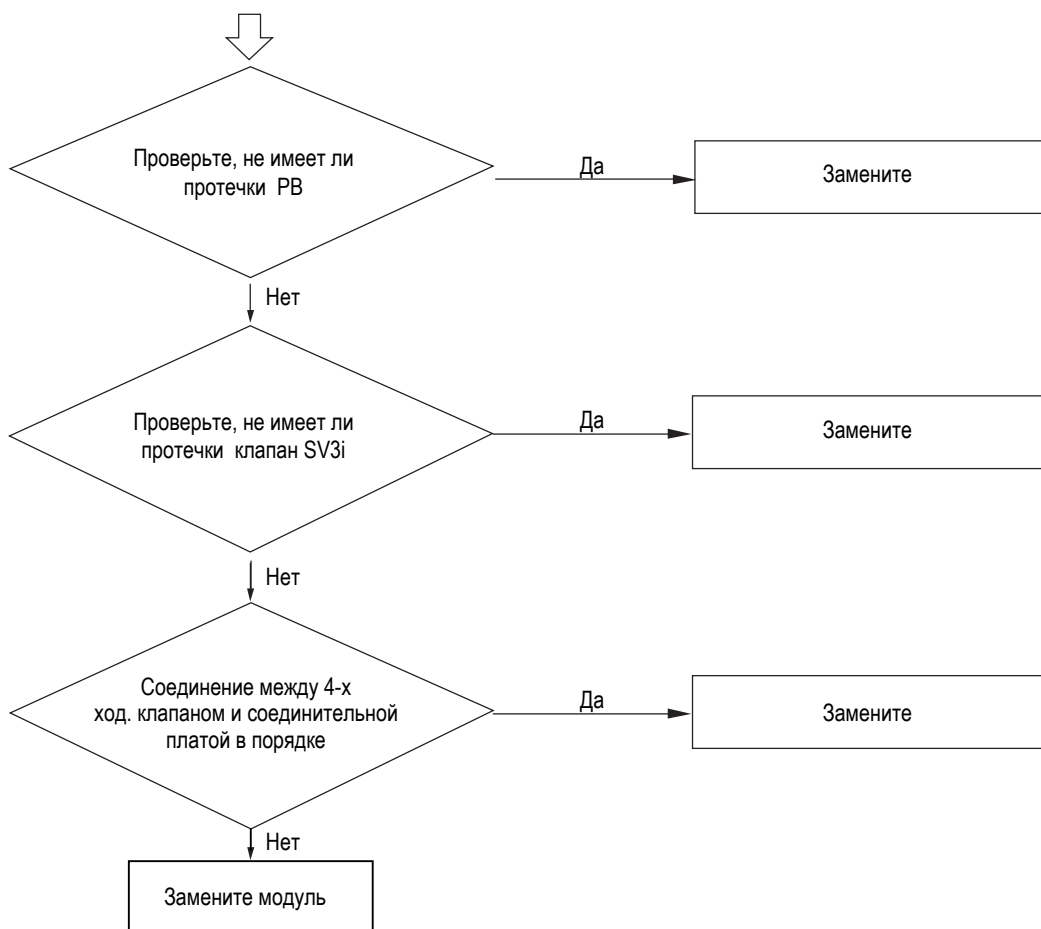 Проверьте, не имеет ли
протечки РВ
Да
Замените
Нет
Проверьте, не имеет ли
протечки клапан SV3i
Да
Замените
Нет
Соединение между 4-х
ход. клапаном и соединительной
платой в порядке
Да
Замените
Нет
Замените модуль